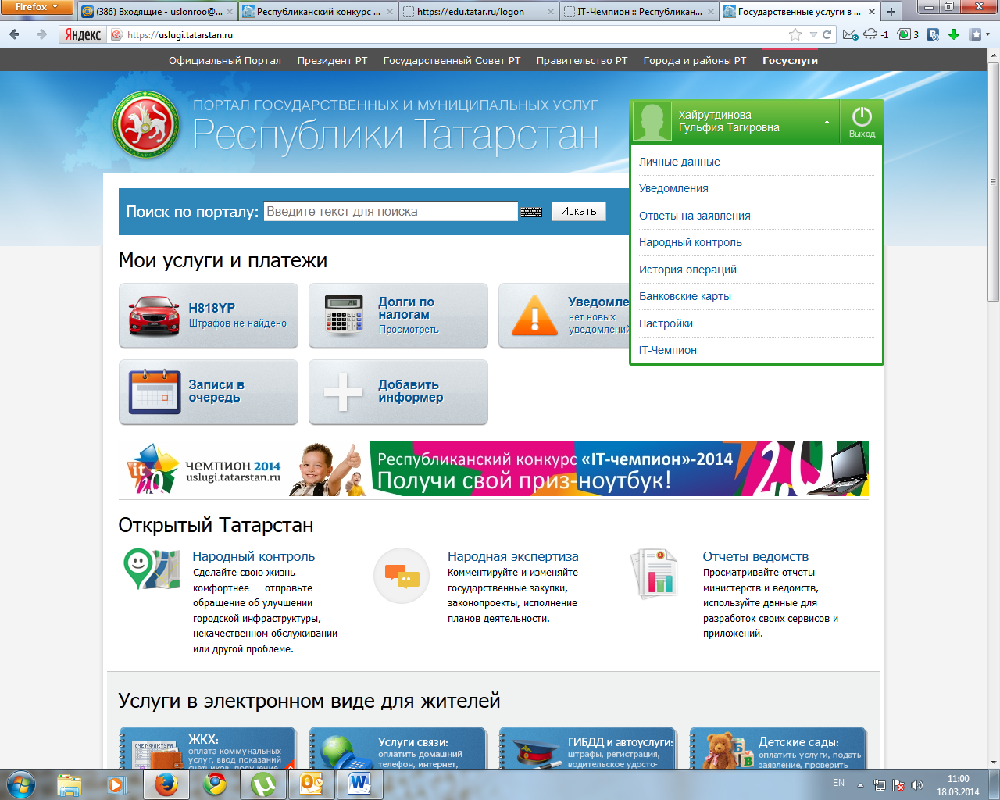 Firefox
(386) Входящие - uslonroo@...
Республиканский конкурс ...
https://edu.tatar.ru/logon
IT-Чемпион :: Республикан...
Государственные услуги в ...
Яндекс
https://uslugi.tatarstan.ru
-1
3
Официальный Портал
Президент РТ
Государственный Совет РТ
Правительство РТ
Города и районы РТ
Госуслуги
ПОРТАЛ ГОСУДАРСТВЕННЫХ И МУНИЦИПАЛЬНЫХ УСЛУГ
Республики Татарстан
Хайрутдинова
Гульфия Тагировна
Выход
Личные данные
Уведомления
Ответы на заявления
Народный контроль
История операций
Банковские карты
Настройки
IT-Чемпион
Поиск по порталу:
Введите текст для поиска
Искать
Мои услуги и платежи
Н818УР
Штрафов не найдено
Долги по
налогам
Просмотреть
Уведомле
нет новых
уведомлений
Записи в
очередь
Добавить
информер
it
2.0
чемпион 2014
uslugi.tatarstan.ru
Республиканский конкурс «IT-чемпион»-2014
Получи свой приз-ноутбук!
2.0
Открытый Татарстан
Народный контроль
Сделайте свою жизнь
комфортнее — отправьте
обращение об улучшении
городской инфраструктуры,
некачественном обслуживании
или другой проблеме.
Народная экспертиза
Комментируйте и изменяйте
государственные закупки,
законопроекты, исполнение
планов деятельности.
Отчеты ведомств
Просматривайте отчеты
министерств и ведомств,
используйте данные для
разработок своих сервисов и
приложений.
Услуги в электронном виде для жителей
СЧЕТ-ФАКТУРА
ЖКХ:
оплата коммунальных
услуг, ввод показаний
счетчиков, получение
Услуги связи:
оплатить домашний
телефон, интернет,
ГИБДД и автоуслуги:
штрафы, регистрация,
водительское удосто-
Детские сады:
оплатить услуги, подать
заявление, проверить
EN
11:00
18.03.2014